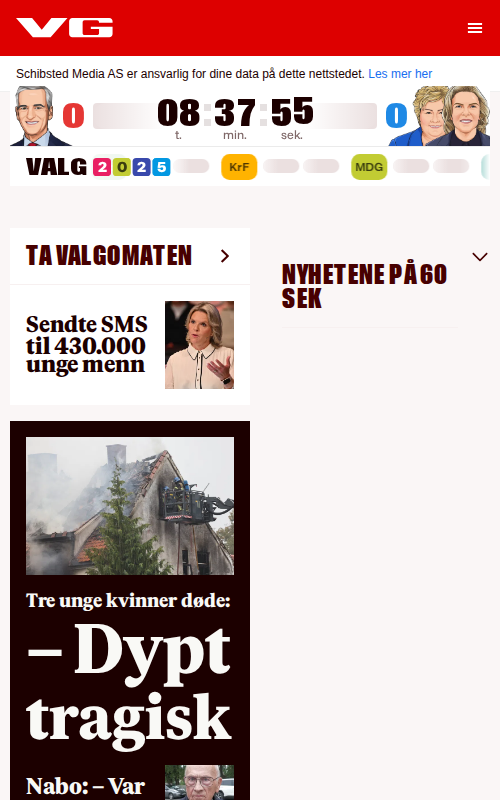 VG
Schibsted Media AS er ansvarlig for dine data på dette nettstedet. Les mer her
0 08:37:55 0
t. min. sek.
VALG 2025 KrF MDG
TA VALGOMATEN
NYHETENE PÅ 60
SEK
Sendte SMS
til 430.000
unge menn
Tre unge kvinner døde:
– Dypt
tragisk
Nabo: – Var